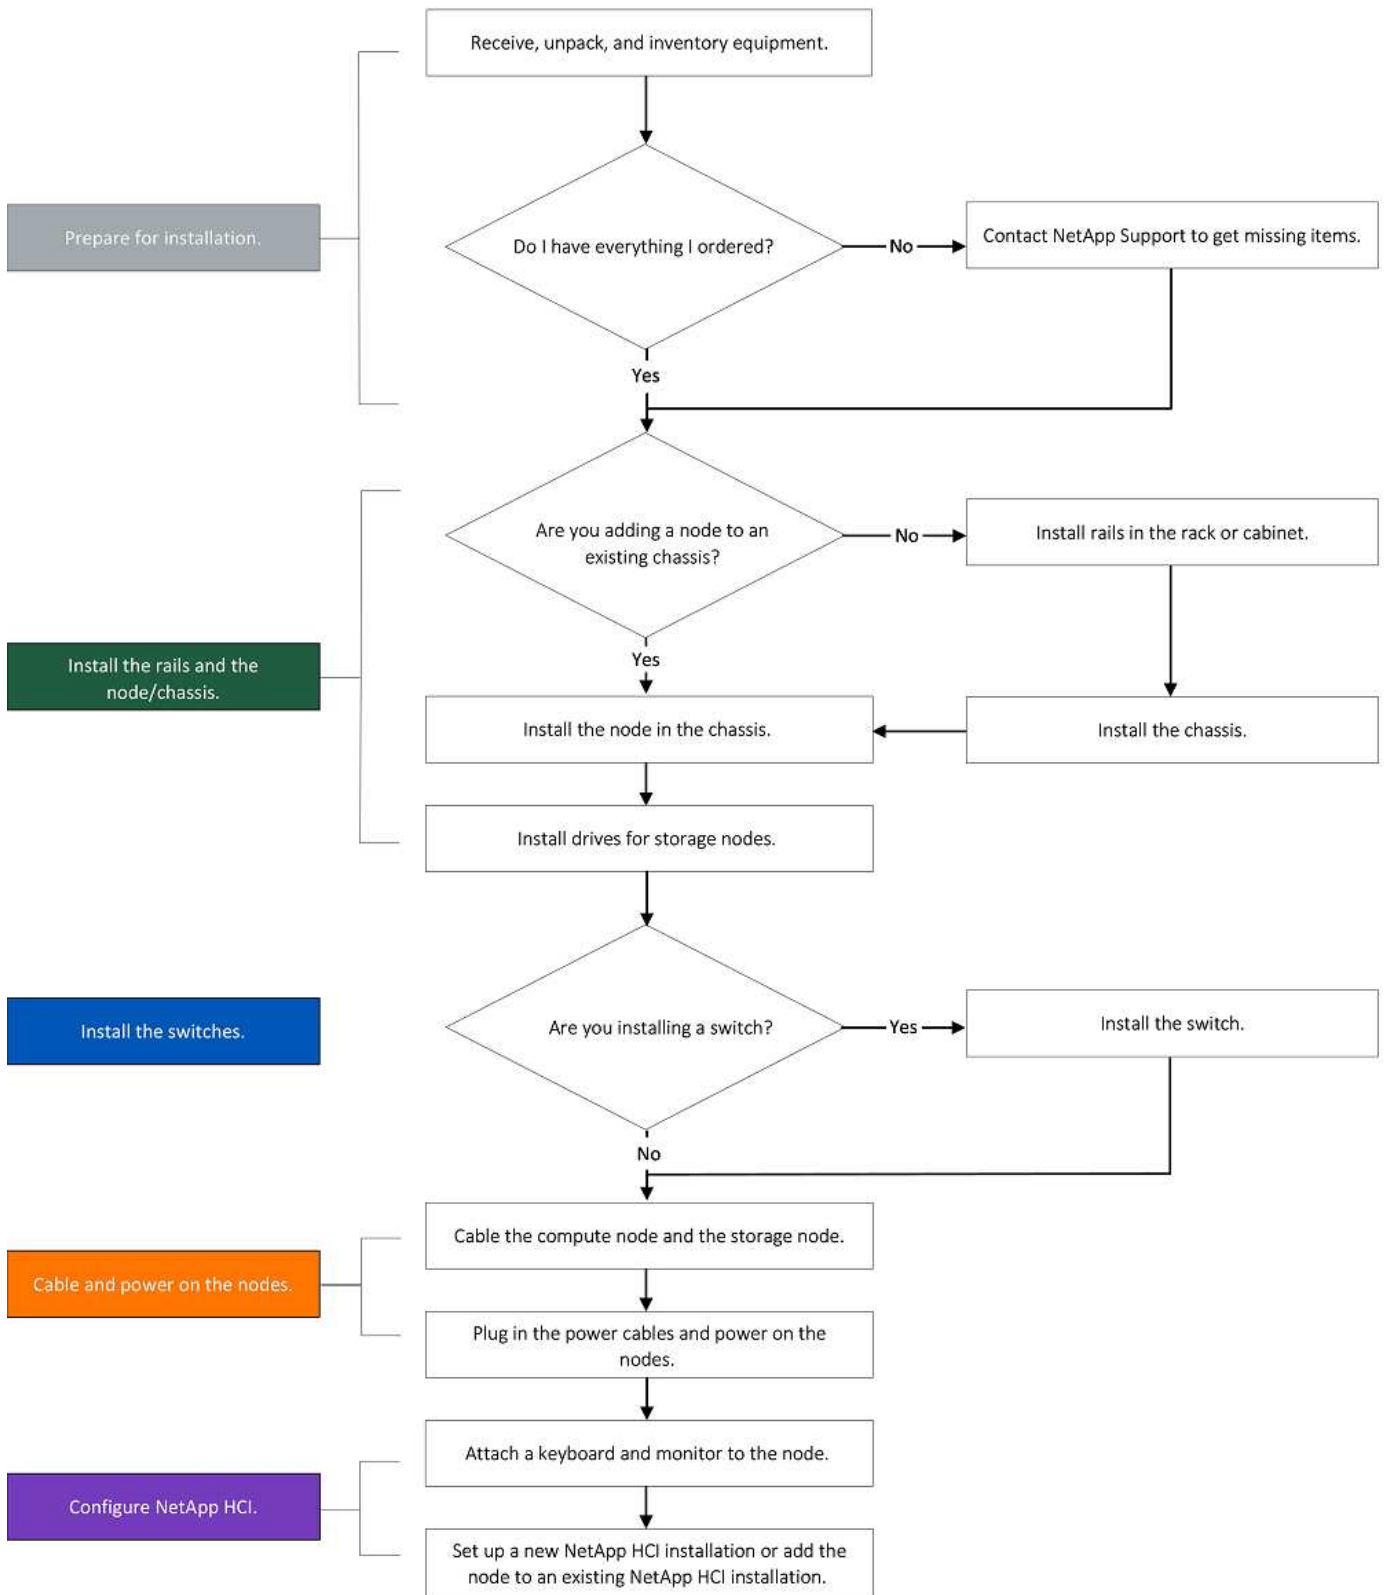 Receive, unpack, and inventory equipment.
Prepare for installation.
Do I have everything I ordered?
No
Contact NetApp Support to get missing items.
Yes
Are you adding a node to an
existing chassis?
No
Install rails in the rack or cabinet.
Yes
Install the rails and the
node/chassis.
Install the node in the chassis.
Install the chassis.
Install drives for storage nodes.
Install the switches.
Are you installing a switch?
Yes
Install the switch.
No
Cable the compute node and the storage node.
Cable and power on the nodes.
Plug in the power cables and power on the
nodes.
Attach a keyboard and monitor to the node.
Configure NetApp HCI.
Set up a new NetApp HCI installation or add the
node to an existing NetApp HCI installation.